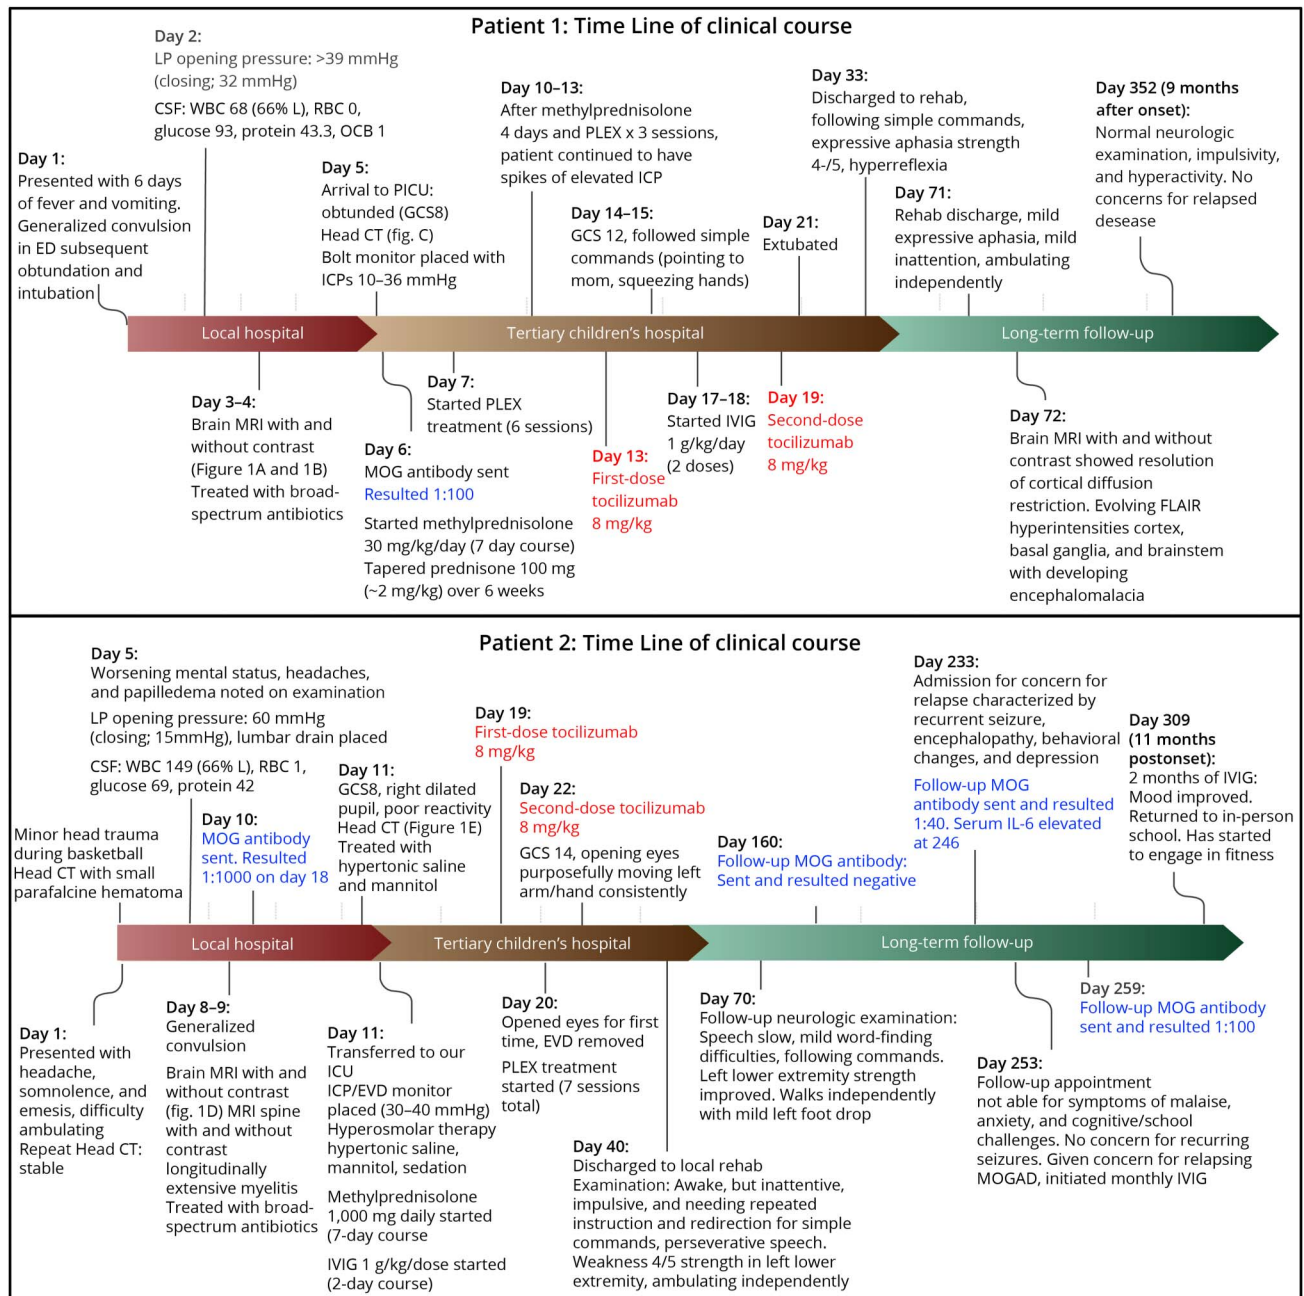 Patient 1: Time Line of clinical course
Day 2:
LP opening pressure: >39 mmHg
(closing; 32 mmHg)
CSF: WBC 68 (66% L), RBC 0,
glucose 93, protein 43.3, OCB 1
Day 1:
Presented with 6 days
of fever and vomiting.
Generalized convulsion
in ED subsequent
obtundation and
intubation
Day 5:
Arrival to PICU:
obtunded (GCS8)
Head CT (fig. C)
Bolt monitor placed with
ICPs 10–36 mmHg
Day 10–13:
After methylprednisolone
4 days and PLEX x 3 sessions,
patient continued to have
spikes of elevated ICP
Day 14–15:
GCS 12, followed simple
commands (pointing to
mom, squeezing hands)
Day 21:
Extubated
Day 33:
Discharged to rehab,
following simple commands,
expressive aphasia strength
4-/5, hyperreflexia
Day 71:
Rehab discharge, mild
expressive aphasia, mild
inattention, ambulating
independently
Day 352 (9 months
after onset):
Normal neurologic
examination, impulsivity,
and hyperactivity. No
concerns for relapsed
desease
Local hospital
Tertiary children's hospital
Long-term follow-up
Day 3–4:
Brain MRI with and
without contrast
(Figure 1A and 1B)
Treated with broad-
spectrum antibiotics
Day 7:
Started PLEX
treatment (6 sessions)
Day 6:
MOG antibody sent
Resulted 1:100
Started methylprednisolone
30 mg/kg/day (7 day course)
Tapered prednisone 100 mg
(~2 mg/kg) over 6 weeks
Day 13:
First-dose
tocilizumab
8 mg/kg
Day 17–18:
Started IVIG
1 g/kg/day
(2 doses)
Day 19:
Second-dose
tocilizumab
8 mg/kg
Day 72:
Brain MRI with and without
contrast showed resolution
of cortical diffusion
restriction. Evolving FLAIR
hyperintensities cortex,
basal ganglia, and brainstem
with developing
encephalomalacia
Patient 2: Time Line of clinical course
Day 5:
Worsening mental status, headaches,
and papilledema noted on examination
LP opening pressure: 60 mmHg
(closing; 15mmHg), lumbar drain placed
CSF: WBC 149 (66% L), RBC 1,
glucose 69, protein 42
Minor head trauma
during basketball
Head CT with small
parafalcine hematoma
Day 10:
MOG antibody
sent. Resulted
1:1000 on day 18
Day 11:
GCS8, right dilated
pupil, poor reactivity
Head CT (Figure 1E)
Treated with
hypertonic saline
and mannitol
Day 19:
First-dose tocilizumab
8 mg/kg
Day 22:
Second-dose tocilizumab
8 mg/kg
GCS 14, opening eyes
purposefully moving left
arm/hand consistently
Day 160:
Follow-up MOG antibody:
Sent and resulted negative
Day 233:
Admission for concern for
relapse characterized by
recurrent seizure,
encephalopathy, behavioral
changes, and depression
Follow-up MOG
antibody sent and resulted
1:40. Serum IL-6 elevated
at 246
Day 309
(11 months
postonset):
2 months of IVIG:
Mood improved.
Returned to in-person
school. Has started
to engage in fitness
Local hospital
Tertiary children's hospital
Long-term follow-up
Day 1:
Presented with
headache,
somnolence, and
emesis, difficulty
ambulating
Repeat Head CT:
stable
Day 8–9:
Generalized
convulsion
Brain MRI with and
without contrast
(fig. 1D) MRI spine
with and without
contrast
longitudinally
extensive myelitis
Treated with broad-
spectrum antibiotics
Day 11:
Transferred to our
ICU
ICP/EVD monitor
placed (30–40 mmHg)
Hyperosmolar therapy
hypertonic saline,
mannitol, sedation
Methylprednisolone
1,000 mg daily started
(7-day course
IVIG 1 g/kg/dose started
(2-day course)
Day 20:
Opened eyes for first
time, EVD removed
PLEX treatment
started (7 sessions
total)
Day 40:
Discharged to local rehab
Examination: Awake, but inattentive,
impulsive, and needing repeated
instruction and redirection for simple
commands, perseverative speech.
Weakness 4/5 strength in left lower
extremity, ambulating independently
Day 70:
Follow-up neurologic examination:
Speech slow, mild word-finding
difficulties, following commands.
Left lower extremity strength
improved. Walks independently
with mild left foot drop
Day 253:
Follow-up appointment
not able for symptoms of malaise,
anxiety, and cognitive/school
challenges. No concern for recurring
seizures. Given concern for relapsing
MOGAD, initiated monthly IVIG
Day 259:
Follow-up MOG antibody
sent and resulted 1:100